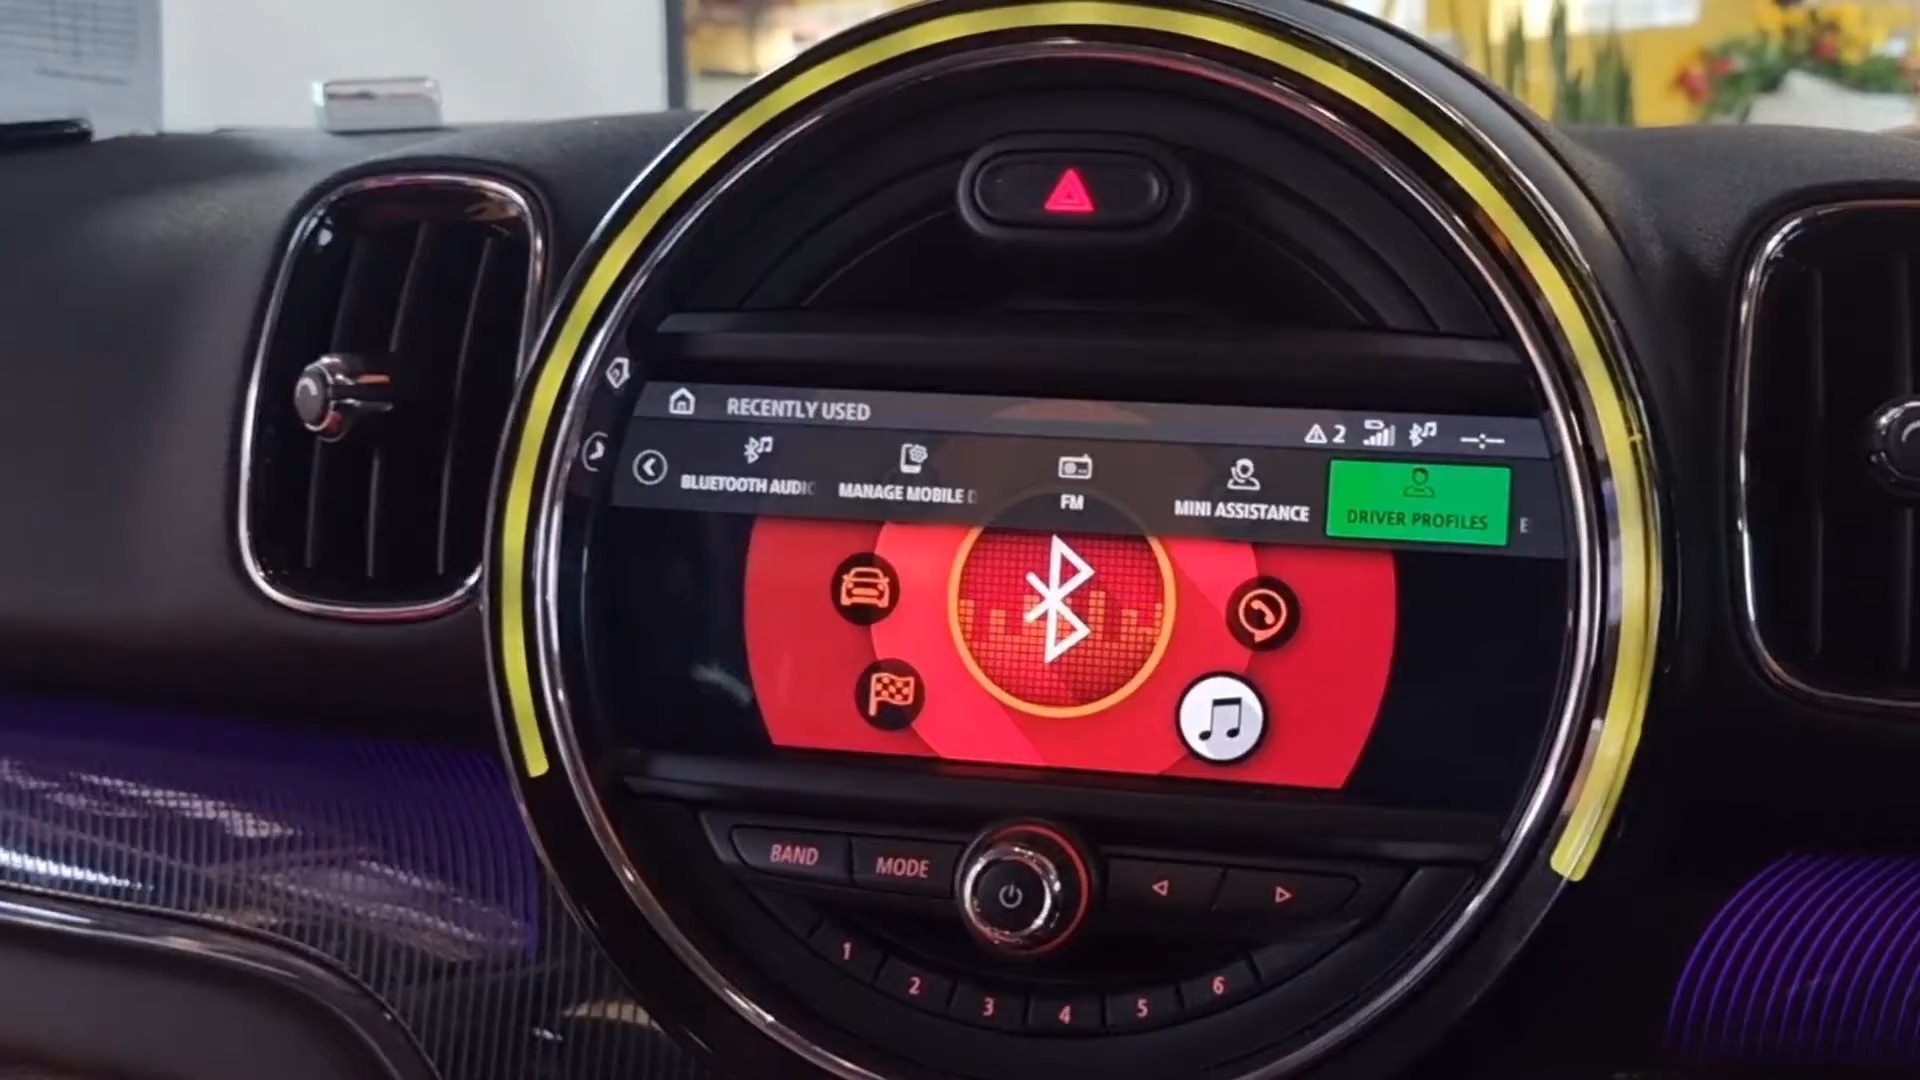 RECENTLY USED
2
BLUETOOTH AUDIO
MANAGE MOBILE D
FM
MINI ASSISTANCE
DRIVER PROFILES
E
BAND
MODE
1
2
3
4
5
6